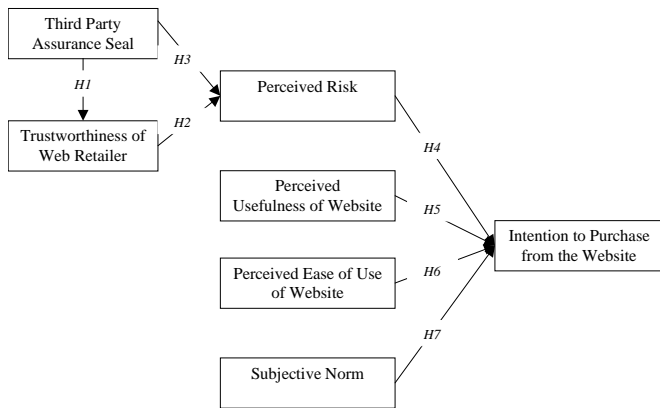 Third Party
Assurance Seal
H3
H1
Perceived Risk
Trustworthiness of
Web Retailer
H2
H4
Perceived
Usefulness of Website
H5
Intention to Purchase
from the Website
Perceived Ease of Use
of Website
H6
H7
Subjective Norm